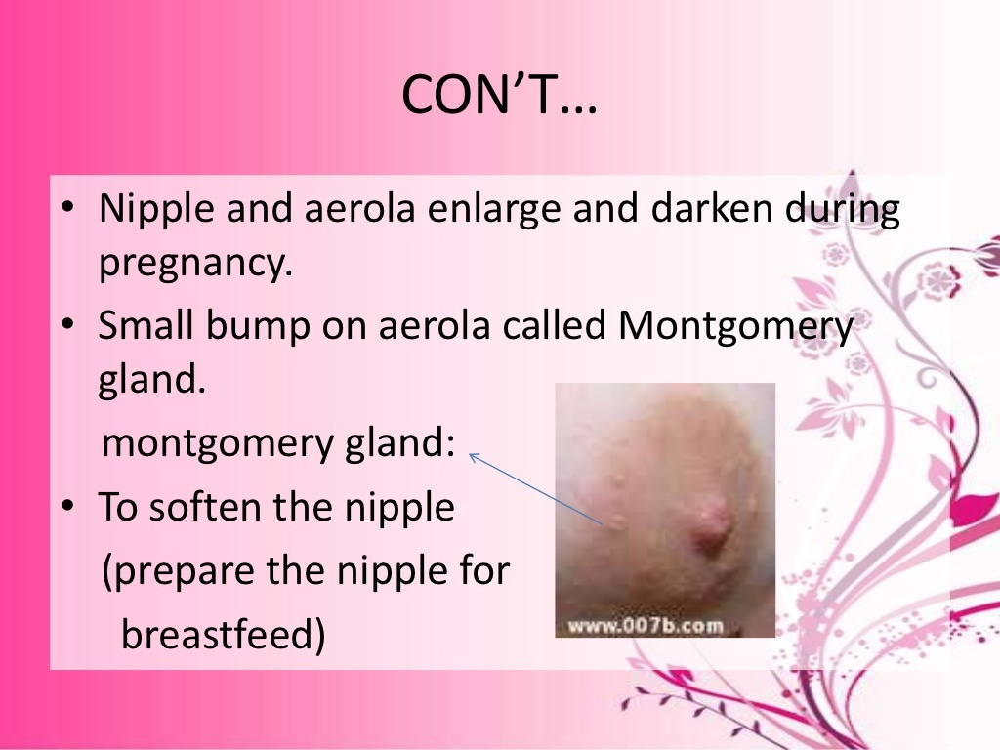 CON’T…
• Nipple and aerola enlarge and darken during
pregnancy.
• Small bump on aerola called Montgomery
gland.
montgomery gland:
• To soften the nipple
(prepare the nipple for
breastfeed)
www.007b.com